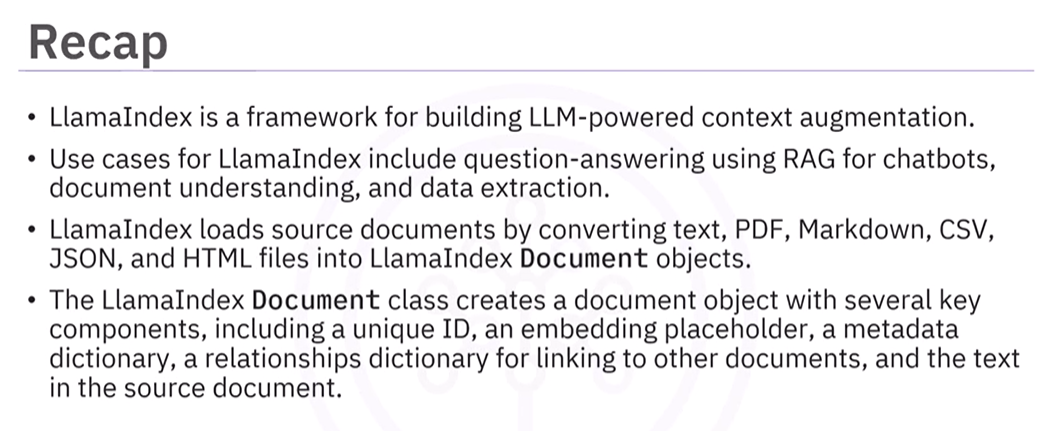 Recap
• LlamaIndex is a framework for building LLM-powered context augmentation.
• Use cases for LlamaIndex include question-answering using RAG for chatbots,
document understanding, and data extraction.
• LlamaIndex loads source documents by converting text, PDF, Markdown, CSV,
JSON, and HTML files into LlamaIndex Document objects.
• The LlamaIndex Document class creates a document object with several key
components, including a unique ID, an embedding placeholder, a metadata
dictionary, a relationships dictionary for linking to other documents, and the text
in the source document.